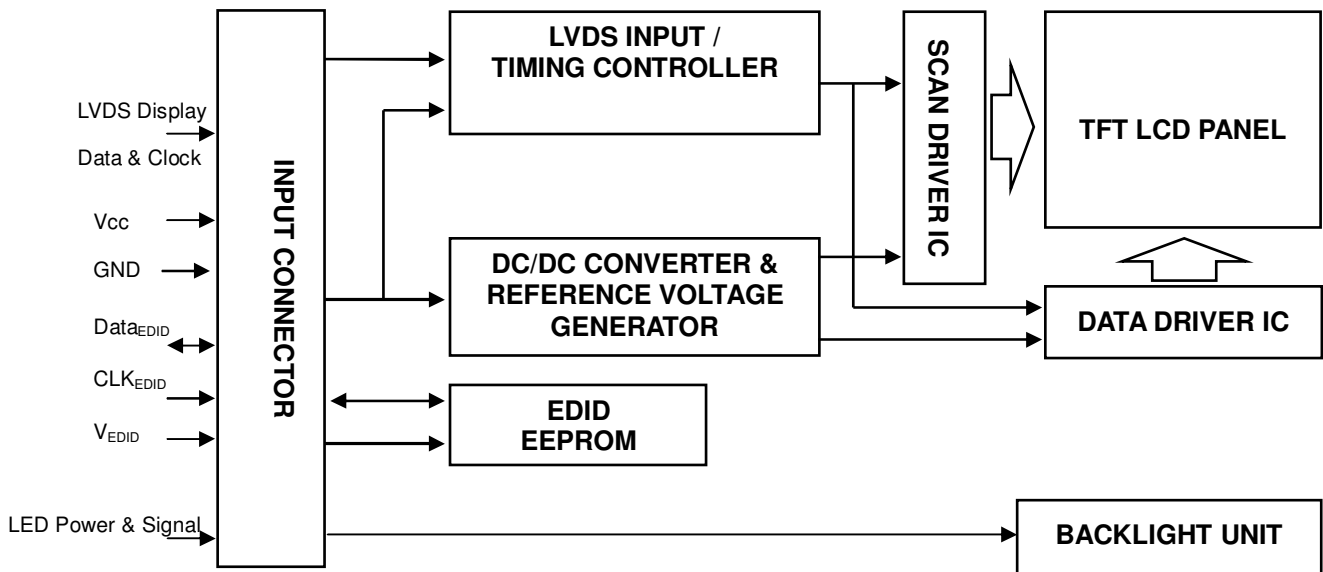 LVDS Display
Data & Clock
Vcc
GND
DataEDID
CLKEDID
VEDID
LED Power & Signal
INPUT CONNECTOR
LVDS INPUT /
TIMING CONTROLLER
DC/DC CONVERTER &
REFERENCE VOLTAGE
GENERATOR
EDID
EEPROM
SCAN DRIVER IC
TFT LCD PANEL
DATA DRIVER IC
BACKLIGHT UNIT